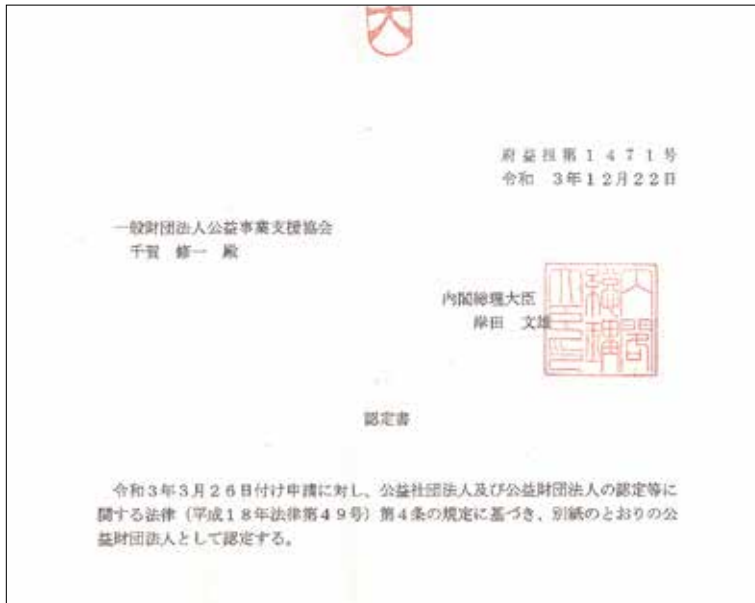 大
府益担第1471号
令和 3年12月22日
一般財団法人公益事業支援協会
千賀 修一 殿
内閣総理大臣
岸田 文雄
認定書
令和3年3月26日付け申請に対し、公益社団法人及び公益財団法人の認定等に
関する法律（平成18年法律第49号）第4条の規定に基づき、別紙のとおりの公
益財団法人として認定する。